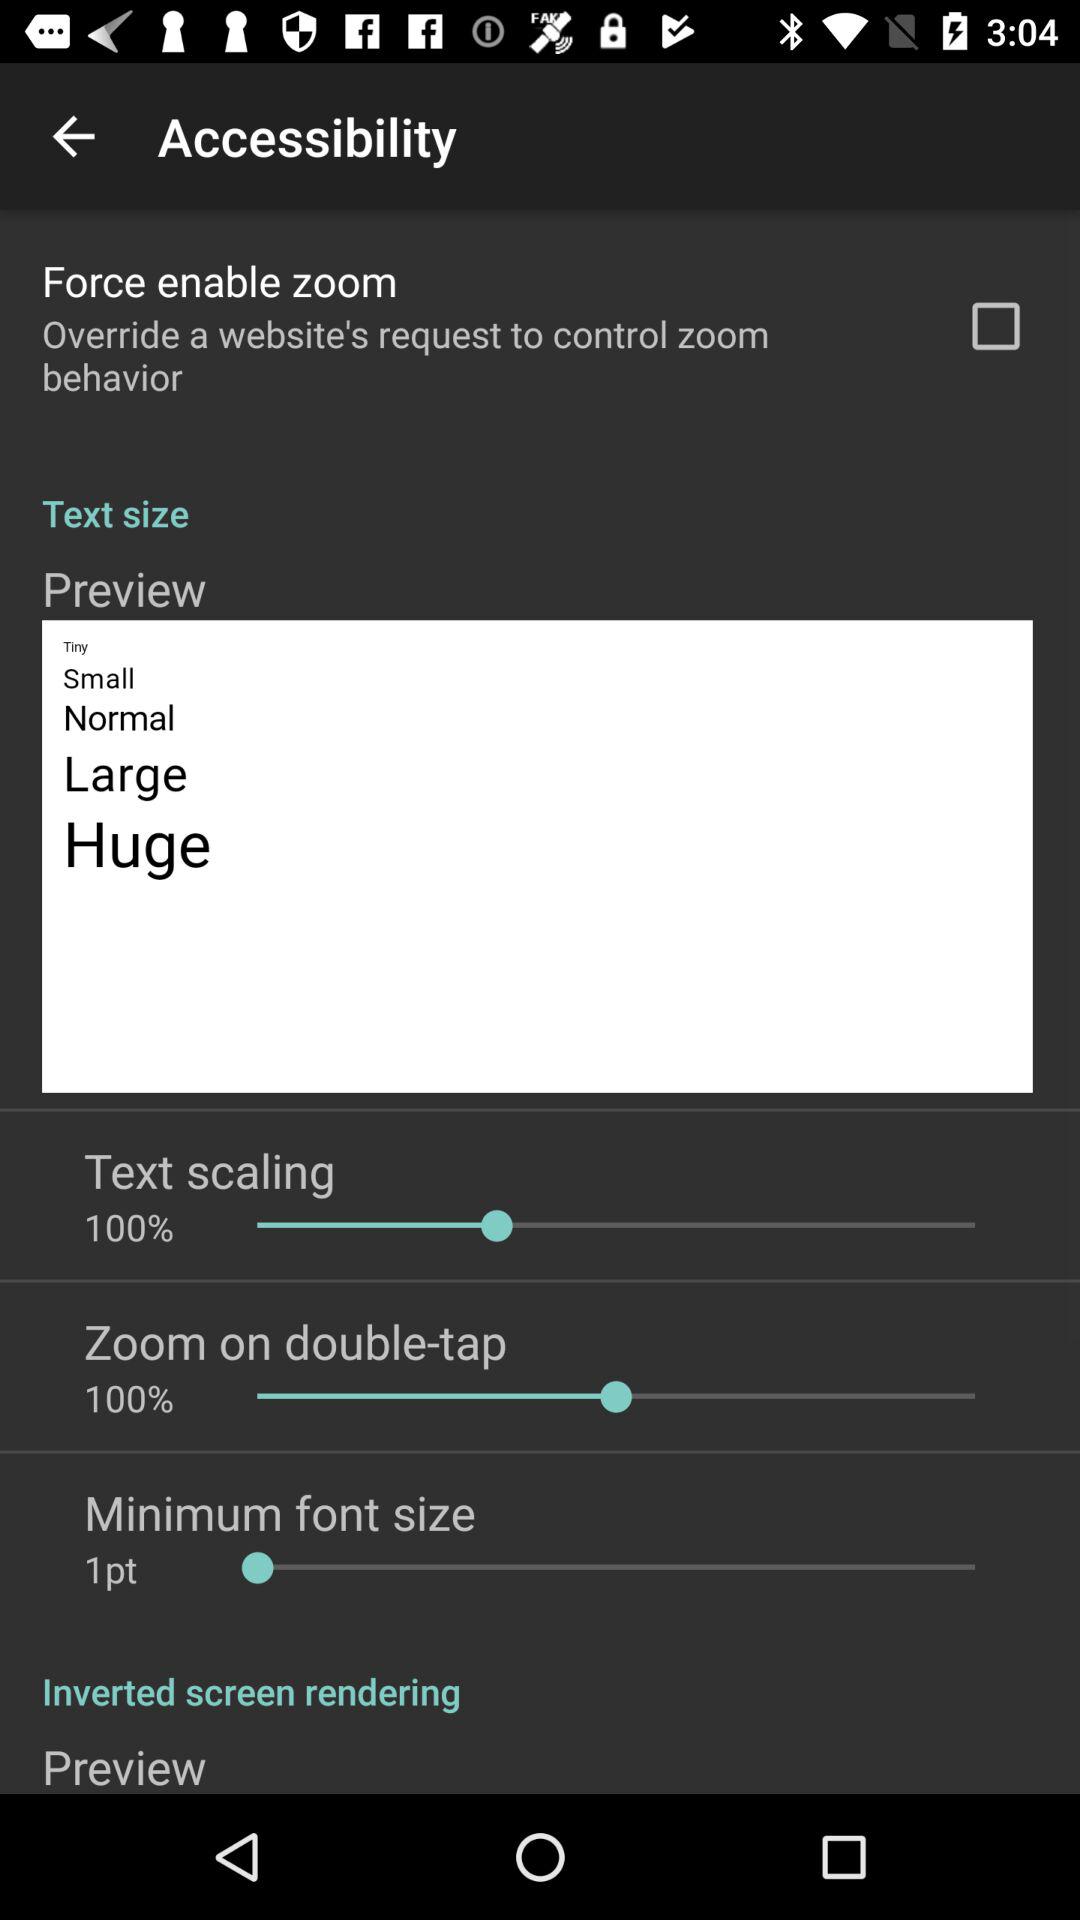 FAKE
3:04
Accessibility
Force enable zoom
Override a website's request to control zoom
behavior
Text size
Preview
Tiny
Small
Normal
Large
Huge
Text scaling
100%
Zoom on double-tap
100%
Minimum font size
1pt
Inverted screen rendering
Preview